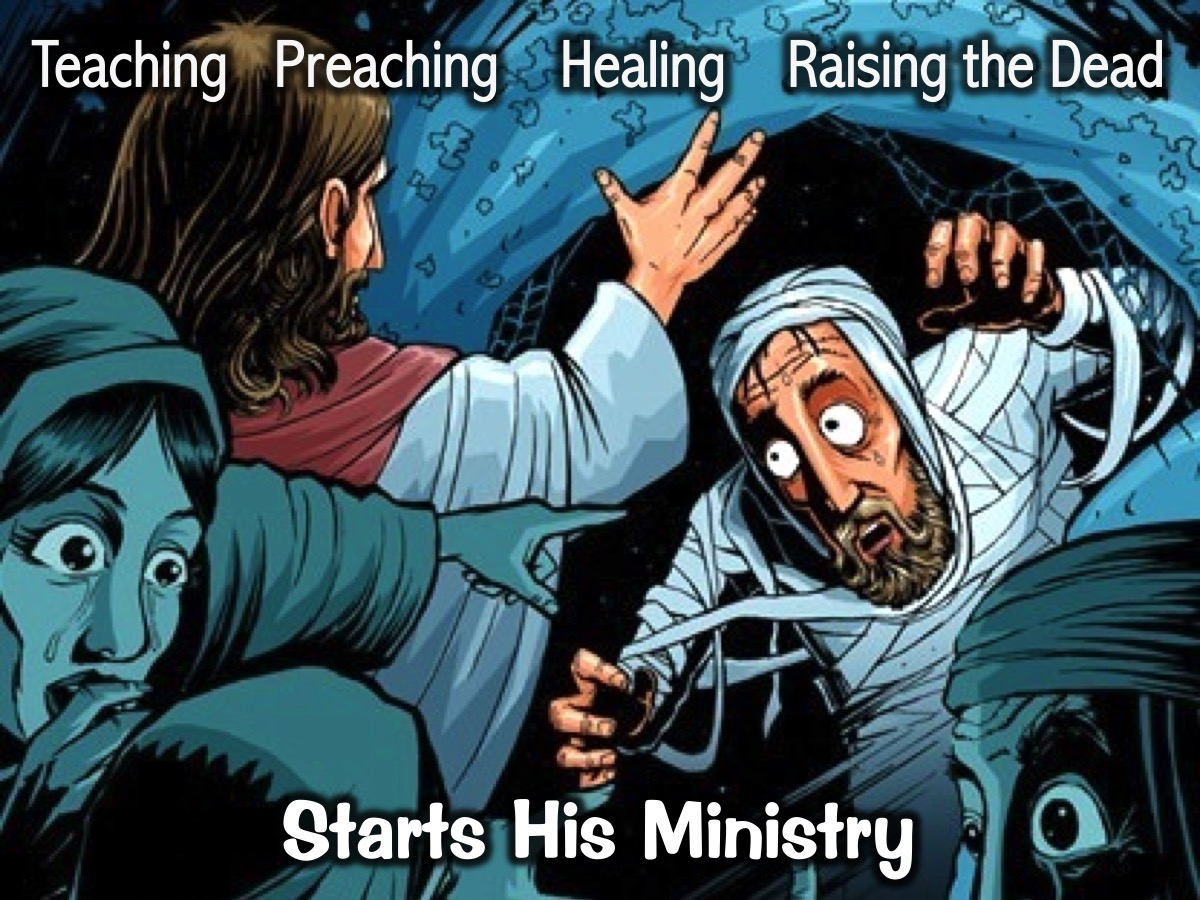 Teaching Preaching Healing Raising the Dead
Starts His Ministry